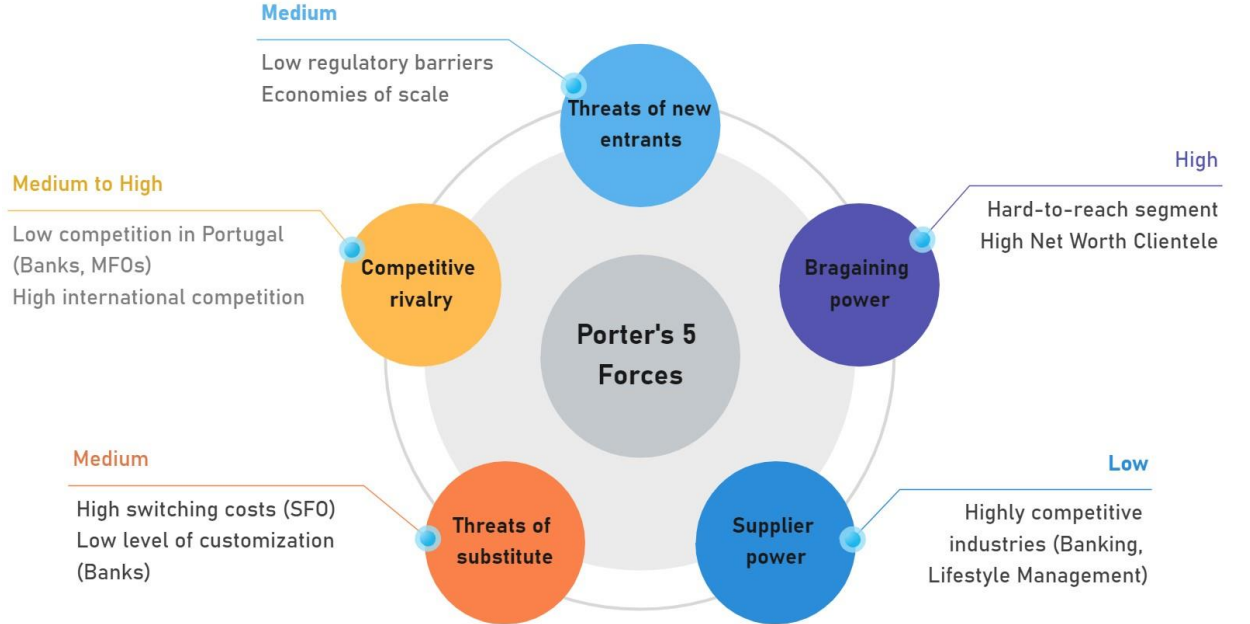 Medium
Low regulatory barriers
Economies of scale
Threats of new
entrants
High
Hard-to-reach segment
High Net Worth Clientele
Bragaining
power
Medium to High
Low competition in Portugal
(Banks, MFOs)
High international competition
Competitive
rivalry
Porter's 5
Forces
Medium
High switching costs (SFO)
Low level of customization
(Banks)
Threats of
substitute
Supplier
power
Low
Highly competitive
industries (Banking,
Lifestyle Management)